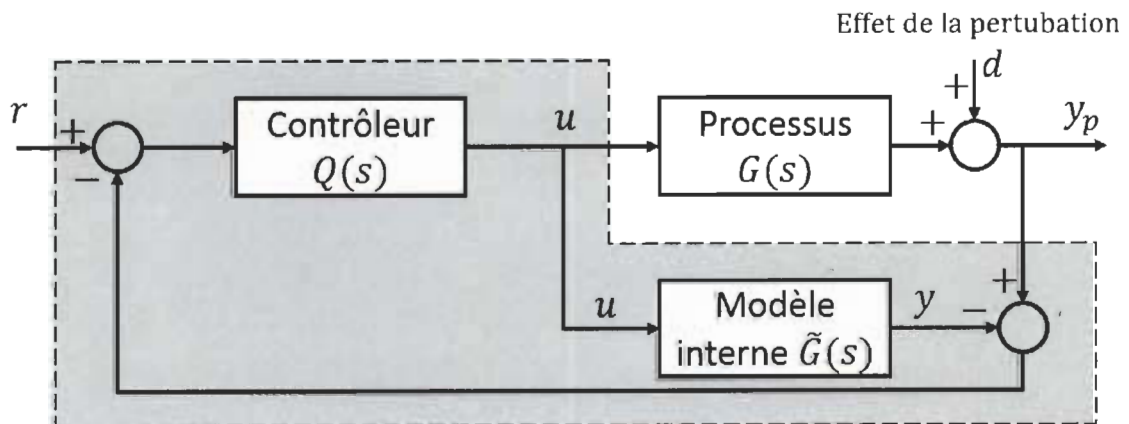 Effet de la pertubation
d
+
r
+
−
Contrôleur
Q(s)
u
Processus
G(s)
+
y_p
u
Modèle
interne G̃(s)
y
−
+